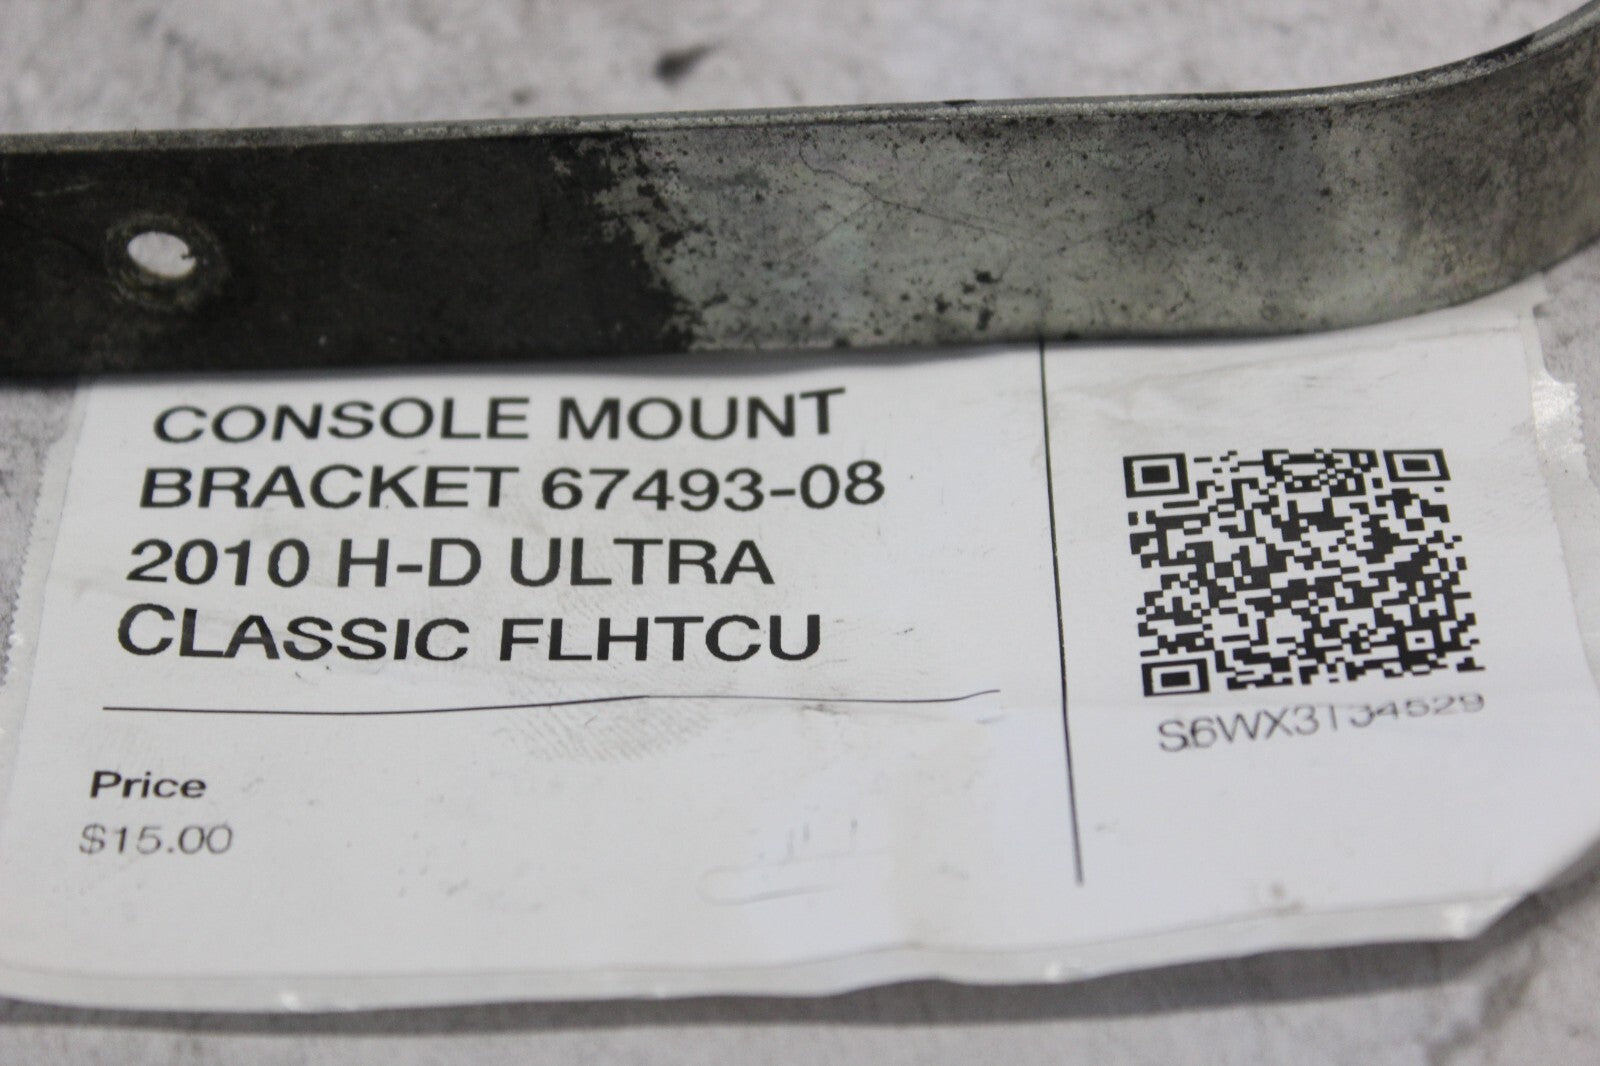 CONSOLE MOUNT
BRACKET 67493-08
2010 H-D ULTRA
CLASSIC FLHTCU
Price
$15.00
S6WX3T34529